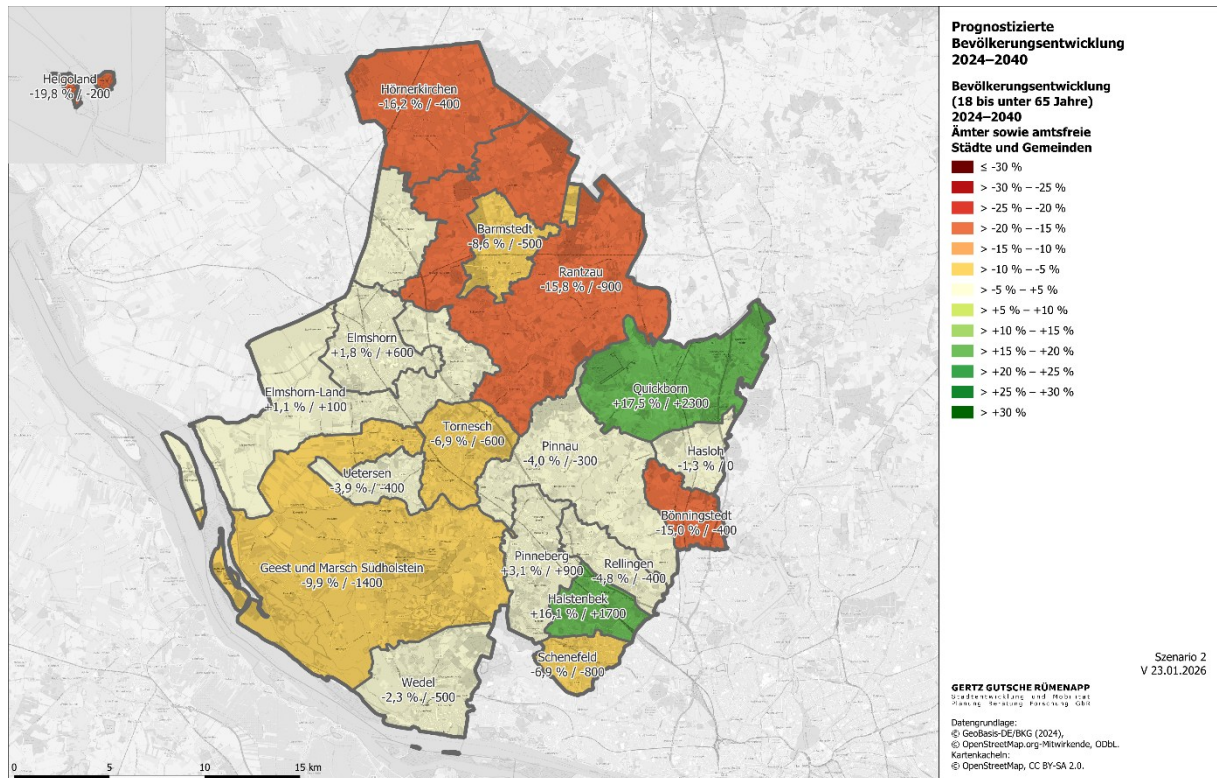 Helgoland
-19,8 % / -200
Hörnerkirchen
-16,2 % / -400
Barmstedt
-8,6 % / -500
Rantzau
-15,8 % / -900
Elmshorn
+1,8 % / +600
Elmshorn-Land
+1,1 % / +100
Quickborn
+17,5 % / +2300
Tornesch
-6,9 % / -600
Pinnau
-4,0 % / -300
Hasloh
-1,3 % / 0
Uetersen
-3,9 % / -400
Bönningstedt
-15,0 % / -400
Geest und Marsch Südholstein
-9,9 % / -1400
Pinneberg
+3,1 % / +900
Rellingen
-4,8 % / -400
Halstenbek
+16,1 % / +1700
Schenefeld
-6,9 % / -800
Wedel
-2,3 % / -500
0 5 10 15 km
Prognostizierte
Bevölkerungsentwicklung
2024–2040
Bevölkerungsentwicklung
(18 bis unter 65 Jahre)
2024–2040
Ämter sowie amtsfreie
Städte und Gemeinden
≤ -30 %
> -30 % – -25 %
> -25 % – -20 %
> -20 % – -15 %
> -15 % – -10 %
> -10 % – -5 %
> -5 % – +5 %
> +5 % – +10 %
> +10 % – +15 %
> +15 % – +20 %
> +20 % – +25 %
> +25 % – +30 %
> +30 %
Szenario 2
V 23.01.2026
GERTZ GUTSCHE RÜMENAPP
Stadtentwicklung und Mobilität
Planung Beratung Forschung GbR
Datengrundlage:
© GeoBasis-DE/BKG (2024),
© OpenStreetMap.org-Mitwirkende, ODbL.
Kartenkacheln:
© OpenStreetMap, CC BY-SA 2.0.